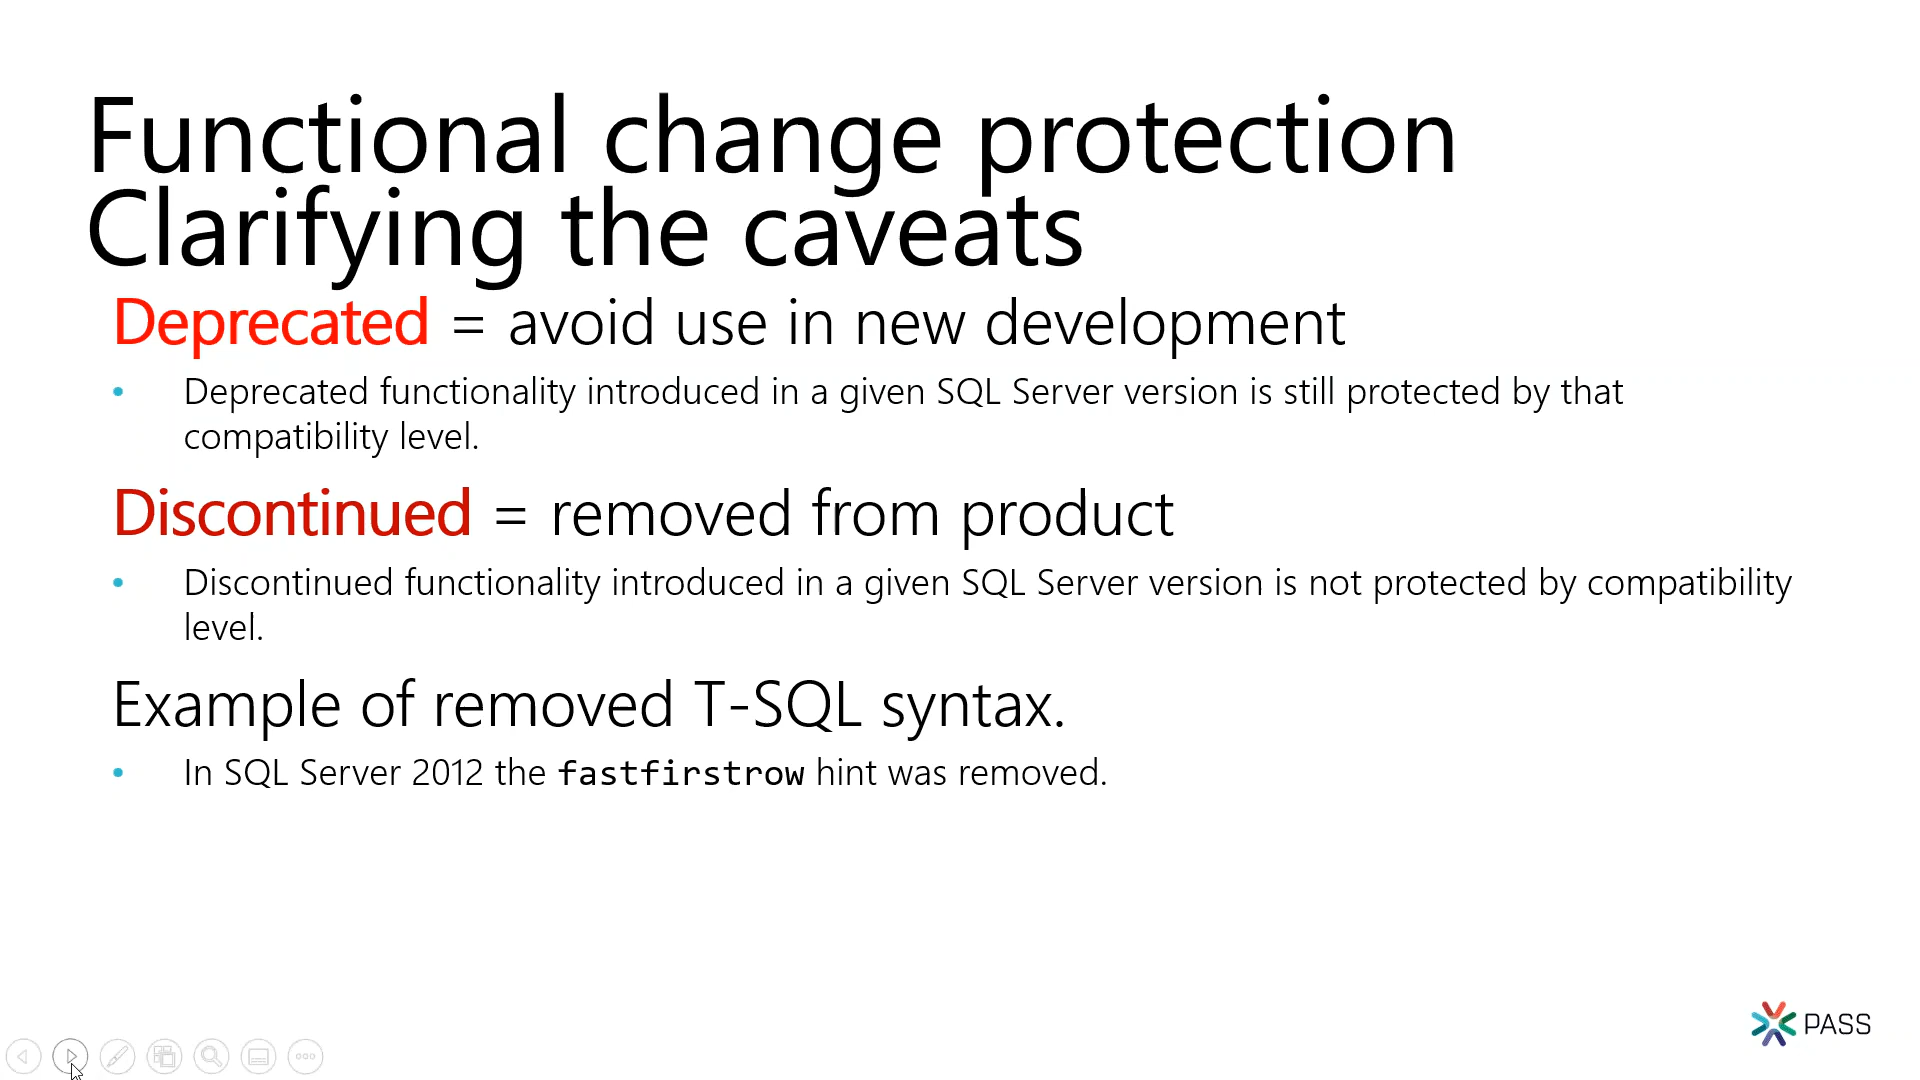 Functional change protection
Clarifying the caveats
Deprecated = avoid use in new development
• Deprecated functionality introduced in a given SQL Server version is still protected by that
compatibility level.
Discontinued = removed from product
• Discontinued functionality introduced in a given SQL Server version is not protected by compatibility
level.
Example of removed T-SQL syntax.
• In SQL Server 2012 the fastfirstrow hint was removed.
PASS